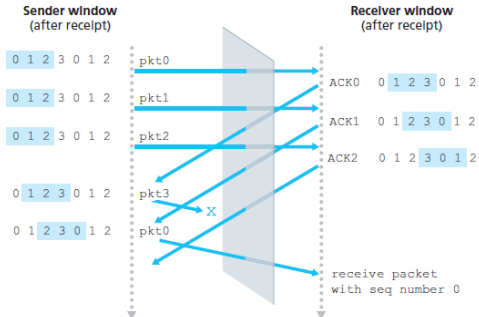 Sender window
(after receipt)
Receiver window
(after receipt)
0 1 2 3 0 1 2
pkt0
ACK0 0 1 2 3 0 1 2
0 1 2 3 0 1 2
pkt1
ACK1 0 1 2 3 0 1 2
0 1 2 3 0 1 2
pkt2
ACK2 0 1 2 3 0 1 2
0 1 2 3 0 1 2
pkt3
X
0 1 2 3 0 1 2
pkt0
receive packet
with seq number 0